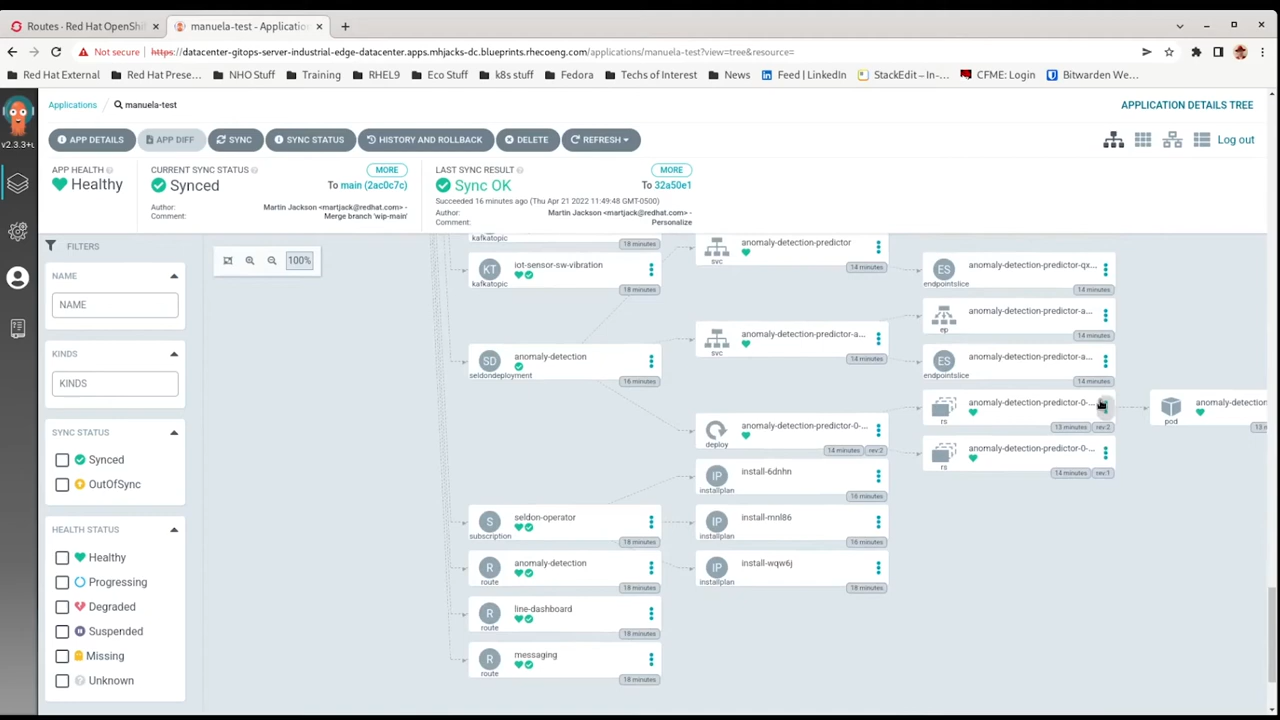 Routes - Red Hat OpenShi
manuela-test - Applicatio
Not secure https://datacenter-gitops-server-industrial-edge-datacenter.apps.mhjacks-dc.blueprints.rhecoeng.com/applications/manuela-test?view=tree&resource=
Red Hat External Red Hat Prese... NHO Stuff Training RHEL9 Eco Stuff k8s stuff Fedora Techs of Interest News Feed | LinkedIn StackEdit – In-... CFME: Login Bitwarden We...
Applications / manuela-test
APPLICATION DETAILS TREE
v2.3.3+
APP DETAILS APP DIFF SYNC SYNC STATUS HISTORY AND ROLLBACK DELETE REFRESH
Log out
APP HEALTH
Healthy
CURRENT SYNC STATUS
MORE
Synced
To main (2ac0c7c)
Author: Martin Jackson <martjack@redhat.com> -
Comment: Merge branch 'wip-main'
LAST SYNC RESULT
MORE
Sync OK
To 32a50e1
Succeeded 16 minutes ago (Thu Apr 21 2022 11:49:48 GMT-0500)
Author: Martin Jackson <martjack@redhat.com> -
Comment: Personalize
FILTERS
NAME
NAME
KINDS
KINDS
SYNC STATUS
Synced
OutOfSync
HEALTH STATUS
Healthy
Progressing
Degraded
Suspended
Missing
Unknown
100%
kafkatopic
18 minutes
KT
iot-sensor-sw-vibration
kafkatopic
18 minutes
SD
anomaly-detection
seldondeployment
16 minutes
S
seldon-operator
subscription
18 minutes
R
anomaly-detection
route
18 minutes
R
line-dashboard
route
18 minutes
R
messaging
route
18 minutes
anomaly-detection-predictor
svc
14 minutes
anomaly-detection-predictor-a...
svc
14 minutes
anomaly-detection-predictor-0-...
deploy
14 minutes rev:2
IP
install-6dnhn
installplan
16 minutes
IP
install-mnl86
installplan
16 minutes
IP
install-wqw6j
installplan
18 minutes
ES
anomaly-detection-predictor-qx...
endpointslice
14 minutes
anomaly-detection-predictor-a...
ep
14 minutes
ES
anomaly-detection-predictor-a...
endpointslice
14 minutes
anomaly-detection-predictor-0-...
rs
13 minutes rev:2
anomaly-detection-predictor-0-...
rs
14 minutes rev:1
anomaly-detection
pod
13 m